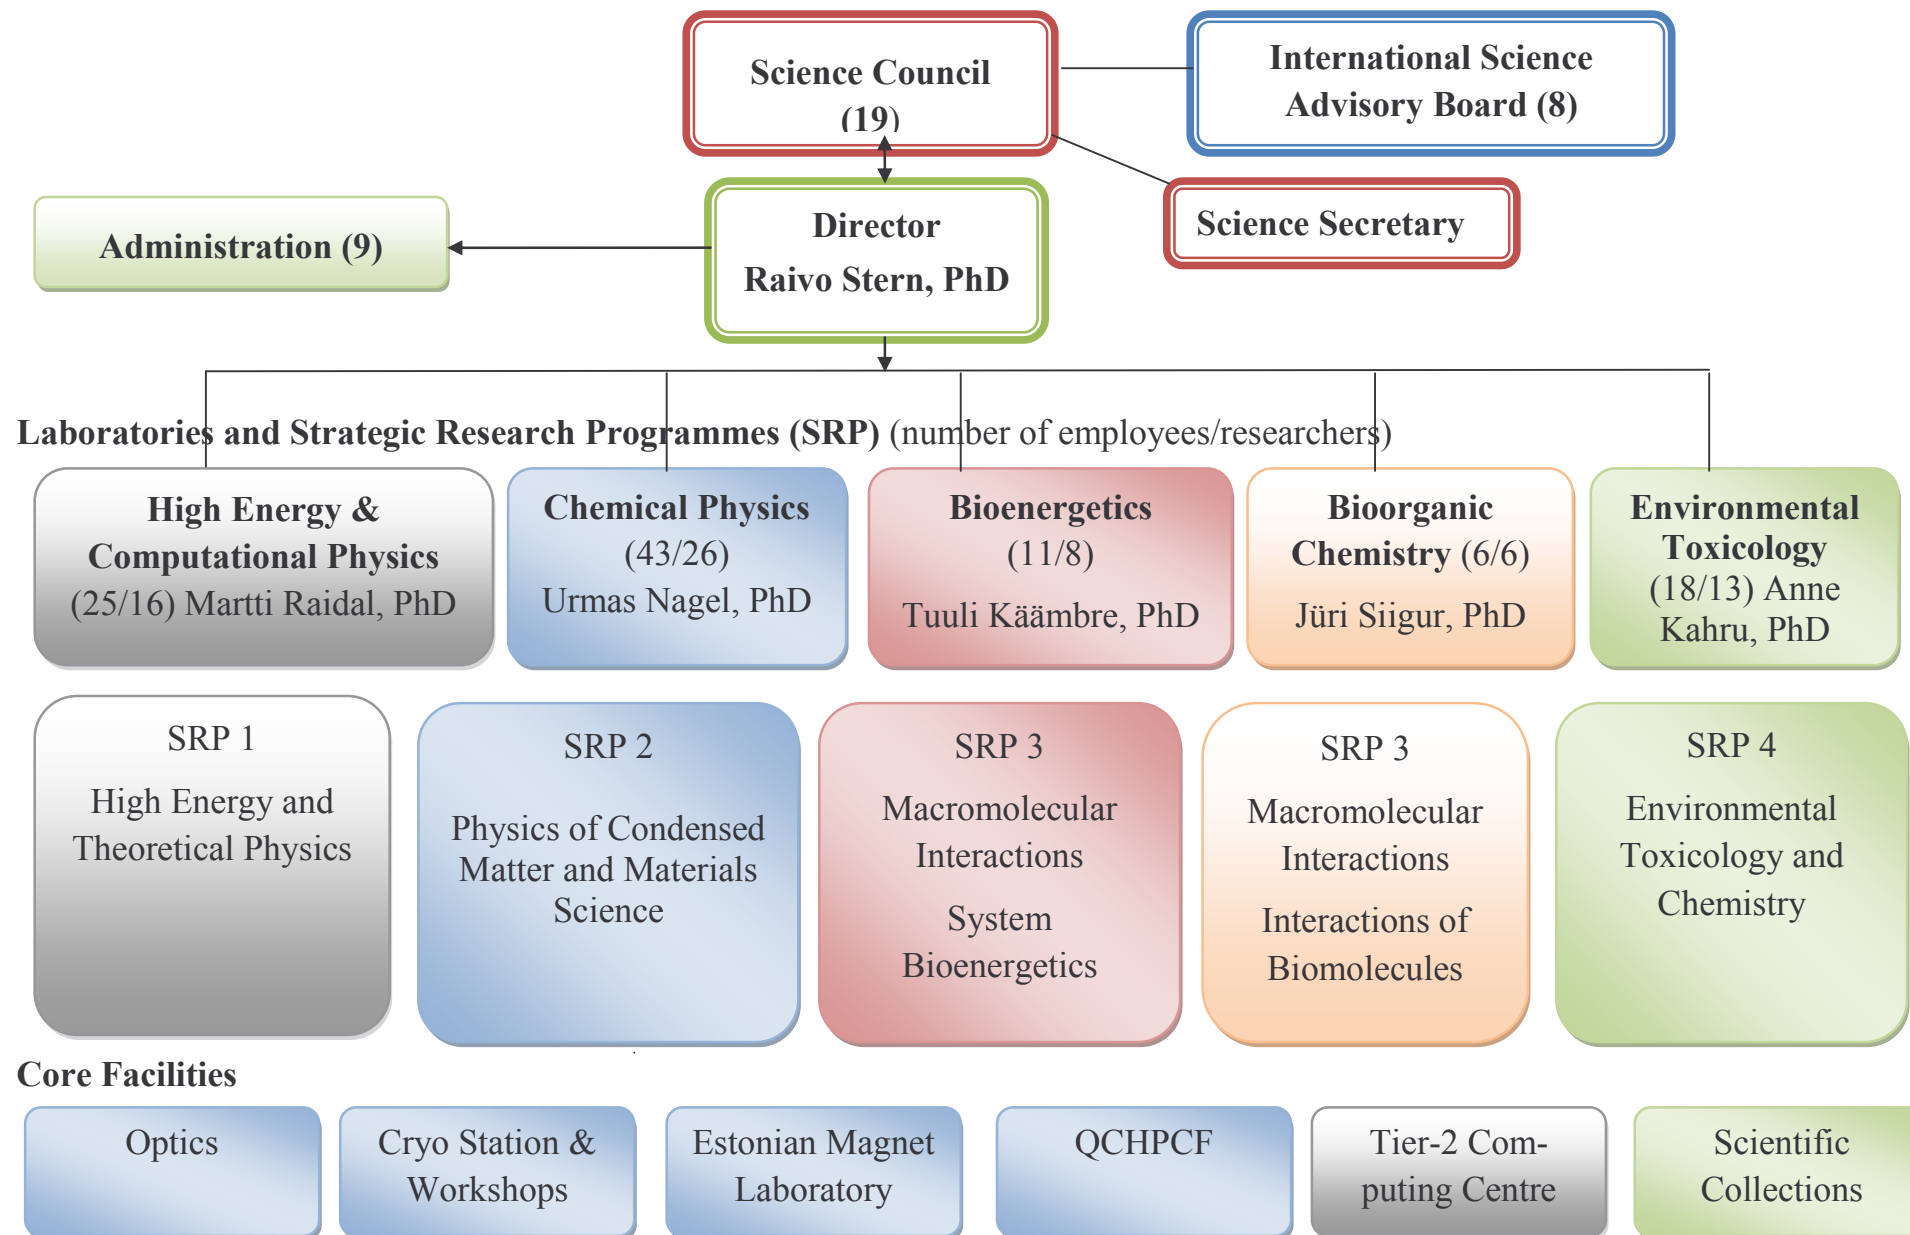 Science Council
(19)
International Science
Advisory Board (8)
Science Secretary
Administration (9)
Director
Raivo Stern, PhD
Laboratories and Strategic Research Programmes (SRP) (number of employees/researchers)
High Energy &
Computational Physics
(25/16) Martti Raidal, PhD
Chemical Physics
(43/26)
Urmas Nagel, PhD
Bioenergetics
(11/8)
Tuuli Käämbre, PhD
Bioorganic
Chemistry (6/6)
Jüri Siigur, PhD
Environmental
Toxicology
(18/13) Anne
Kahru, PhD
SRP 1
High Energy and
Theoretical Physics
SRP 2
Physics of Condensed
Matter and Materials
Science
SRP 3
Macromolecular
Interactions
System
Bioenergetics
SRP 3
Macromolecular
Interactions
Interactions of
Biomolecules
SRP 4
Environmental
Toxicology and
Chemistry
Core Facilities
Optics
Cryo Station &
Workshops
Estonian Magnet
Laboratory
QCHPCF
Tier-2 Com-
puting Centre
Scientific
Collections